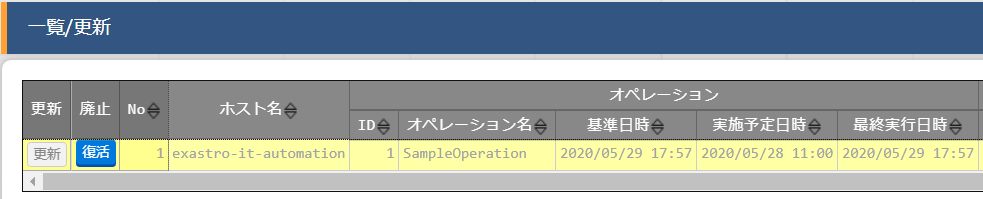 一覧/更新
更新 廃止 No ホスト名 オペレーション
ID オペレーション名 基準日時 実施予定日時 最終実行日時
更新 復活 1 exastro-it-automation 1 SampleOperation 2020/05/29 17:57 2020/05/28 11:00 2020/05/29 17:57